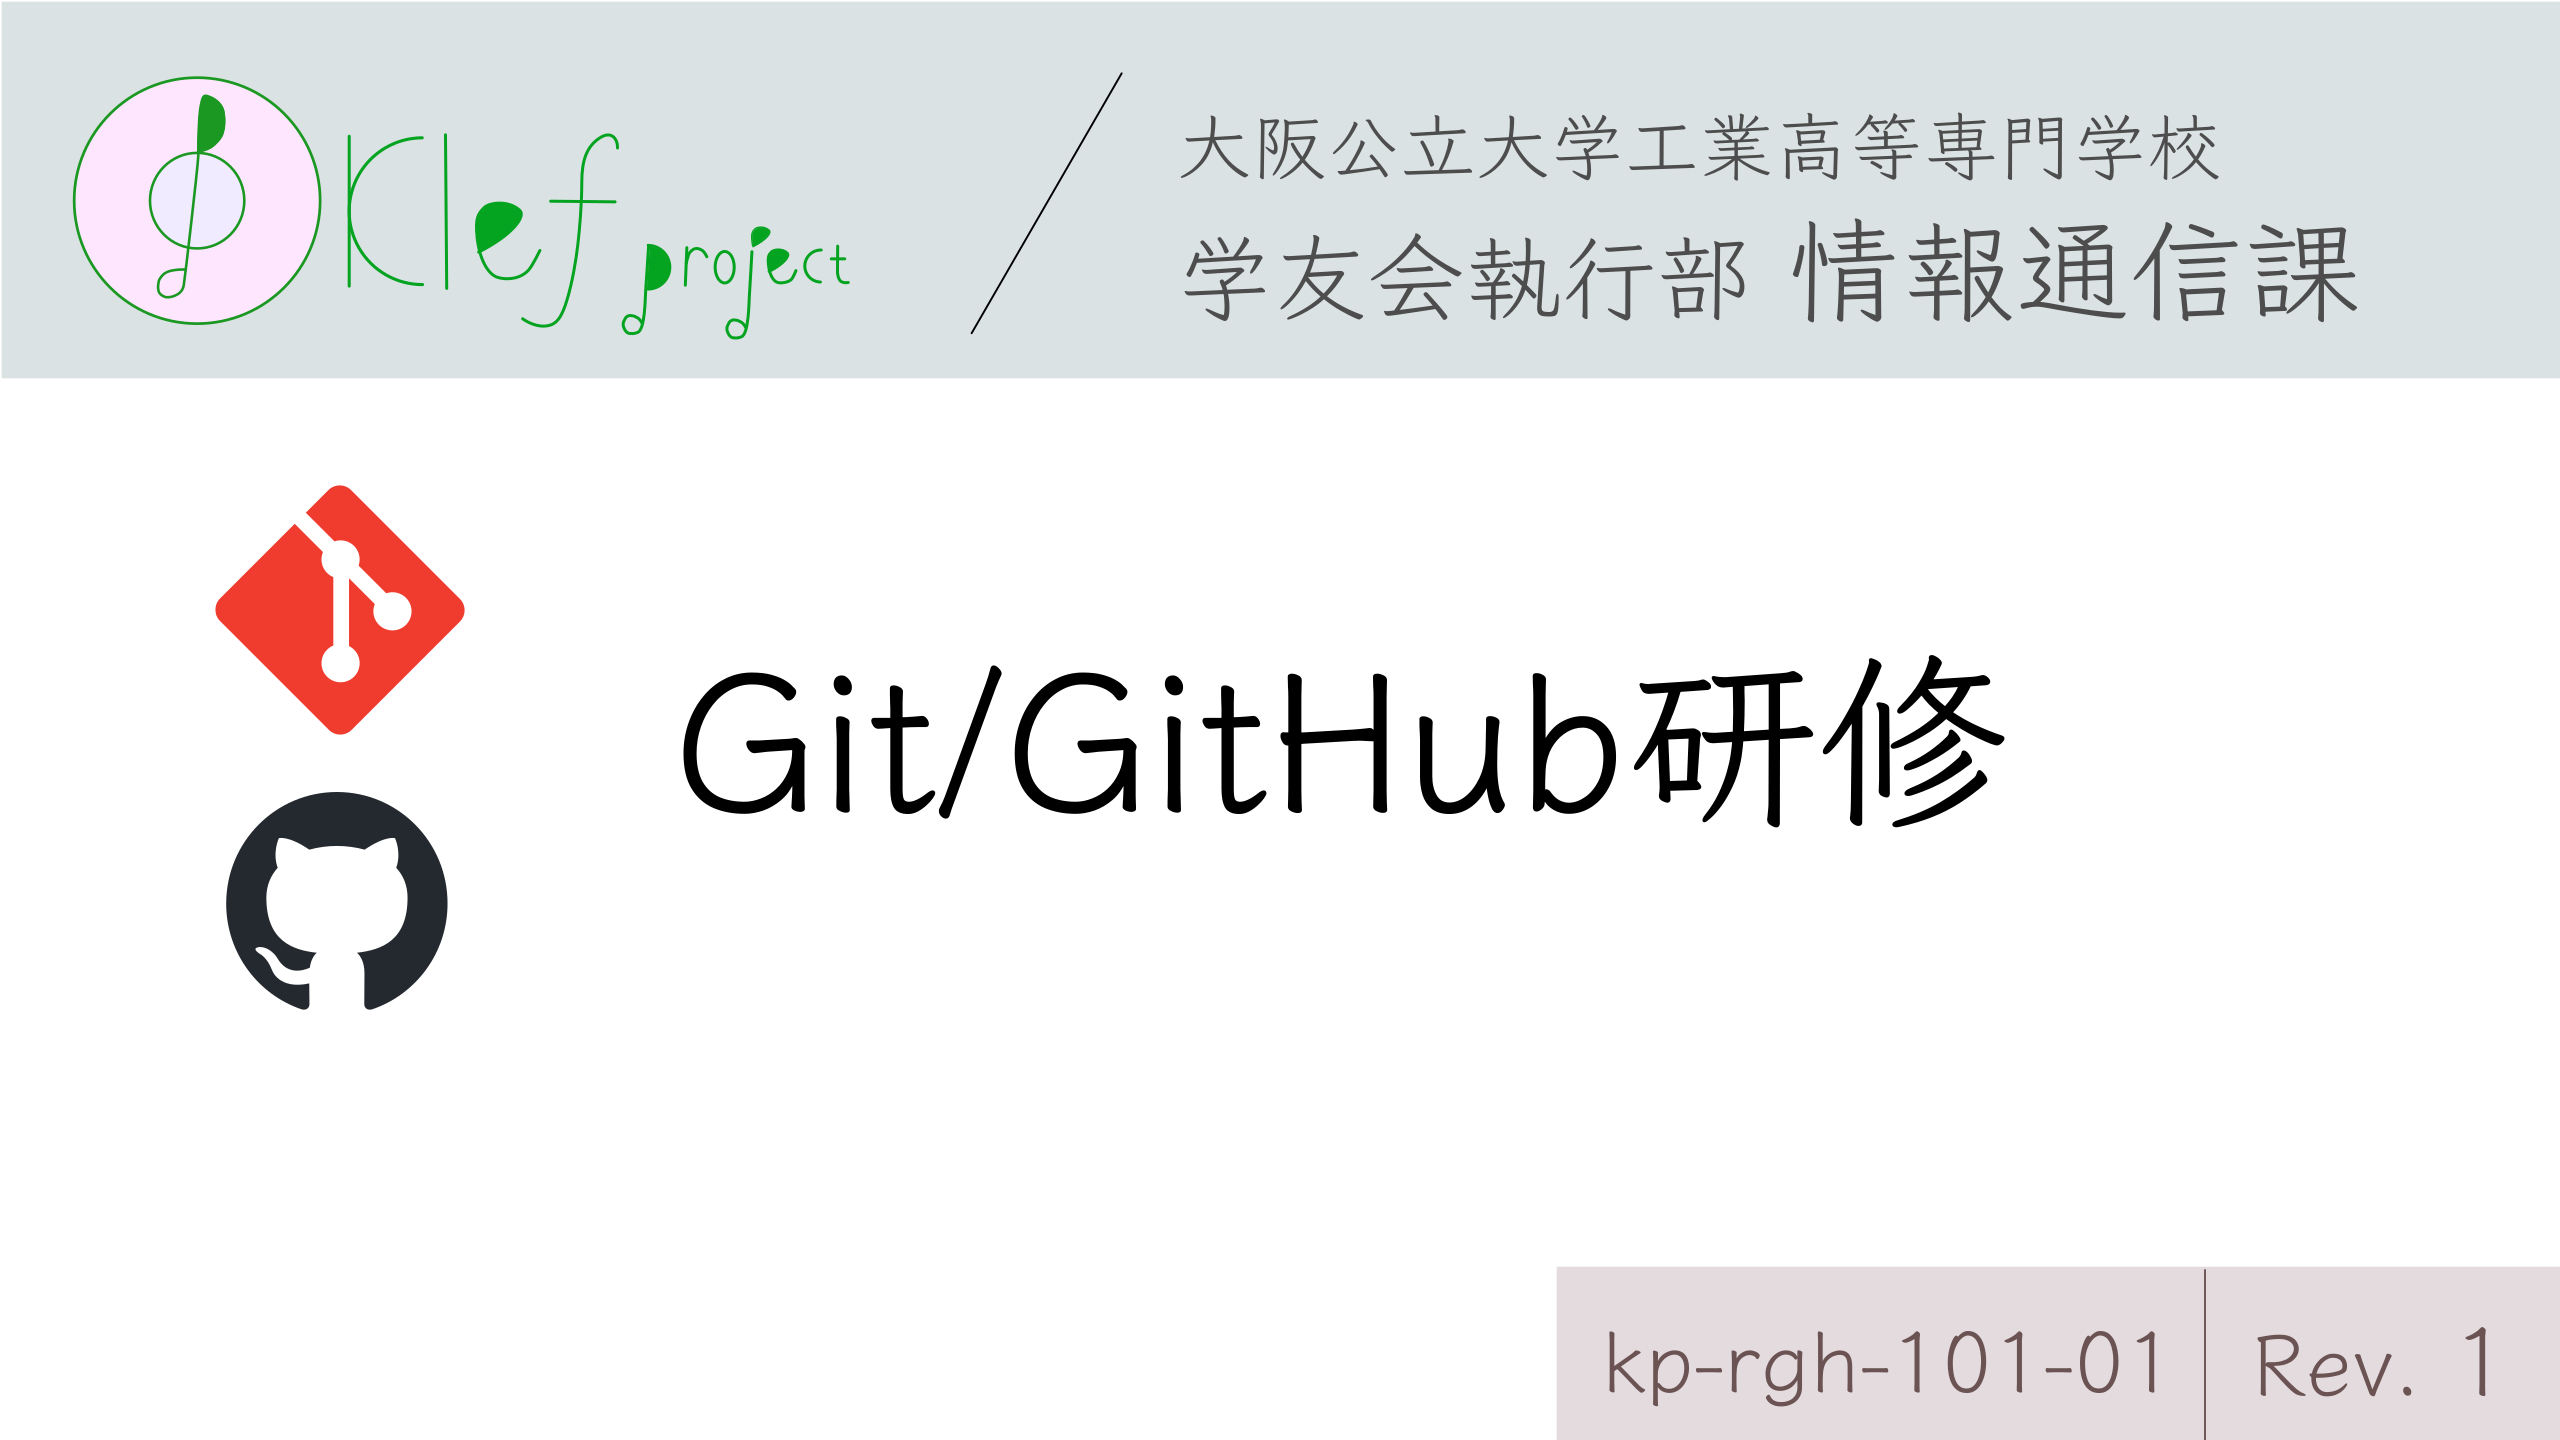 Klef project
大阪公立大学工業高等専門学校
学友会執行部 情報通信課
Git/GitHub研修
kp-rgh-101-01
Rev. 1